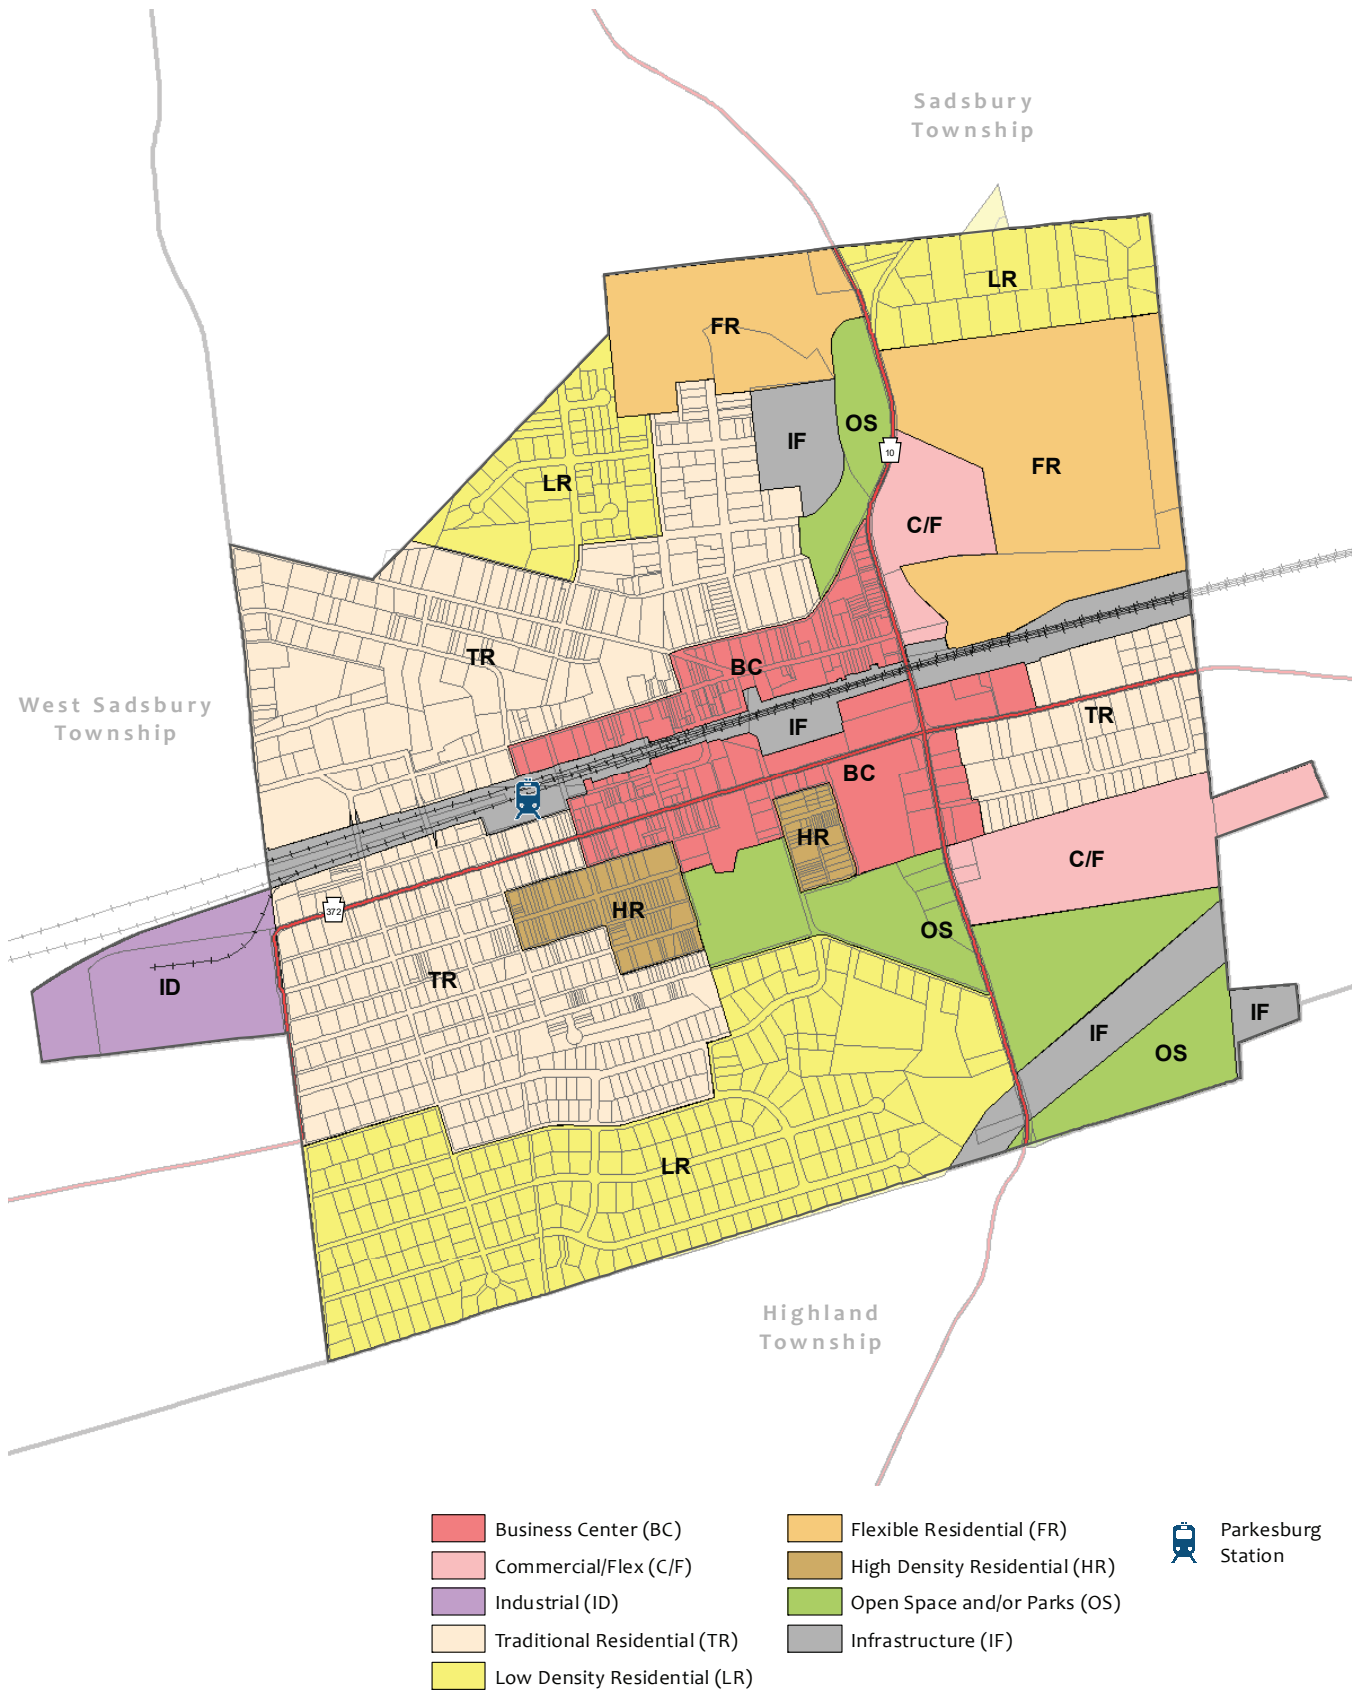 Sadsbury
Township
LR
FR
OS
IF
10
FR
LR
C/F
TR
BC
West Sadsbury
Township
IF
TR
BC
HR
C/F
HR
372
OS
TR
ID
IF
IF
OS
LR
Highland
Township
Business Center (BC)
Commercial/Flex (C/F)
Industrial (ID)
Traditional Residential (TR)
Low Density Residential (LR)
Flexible Residential (FR)
High Density Residential (HR)
Open Space and/or Parks (OS)
Infrastructure (IF)
Parkesburg
Station